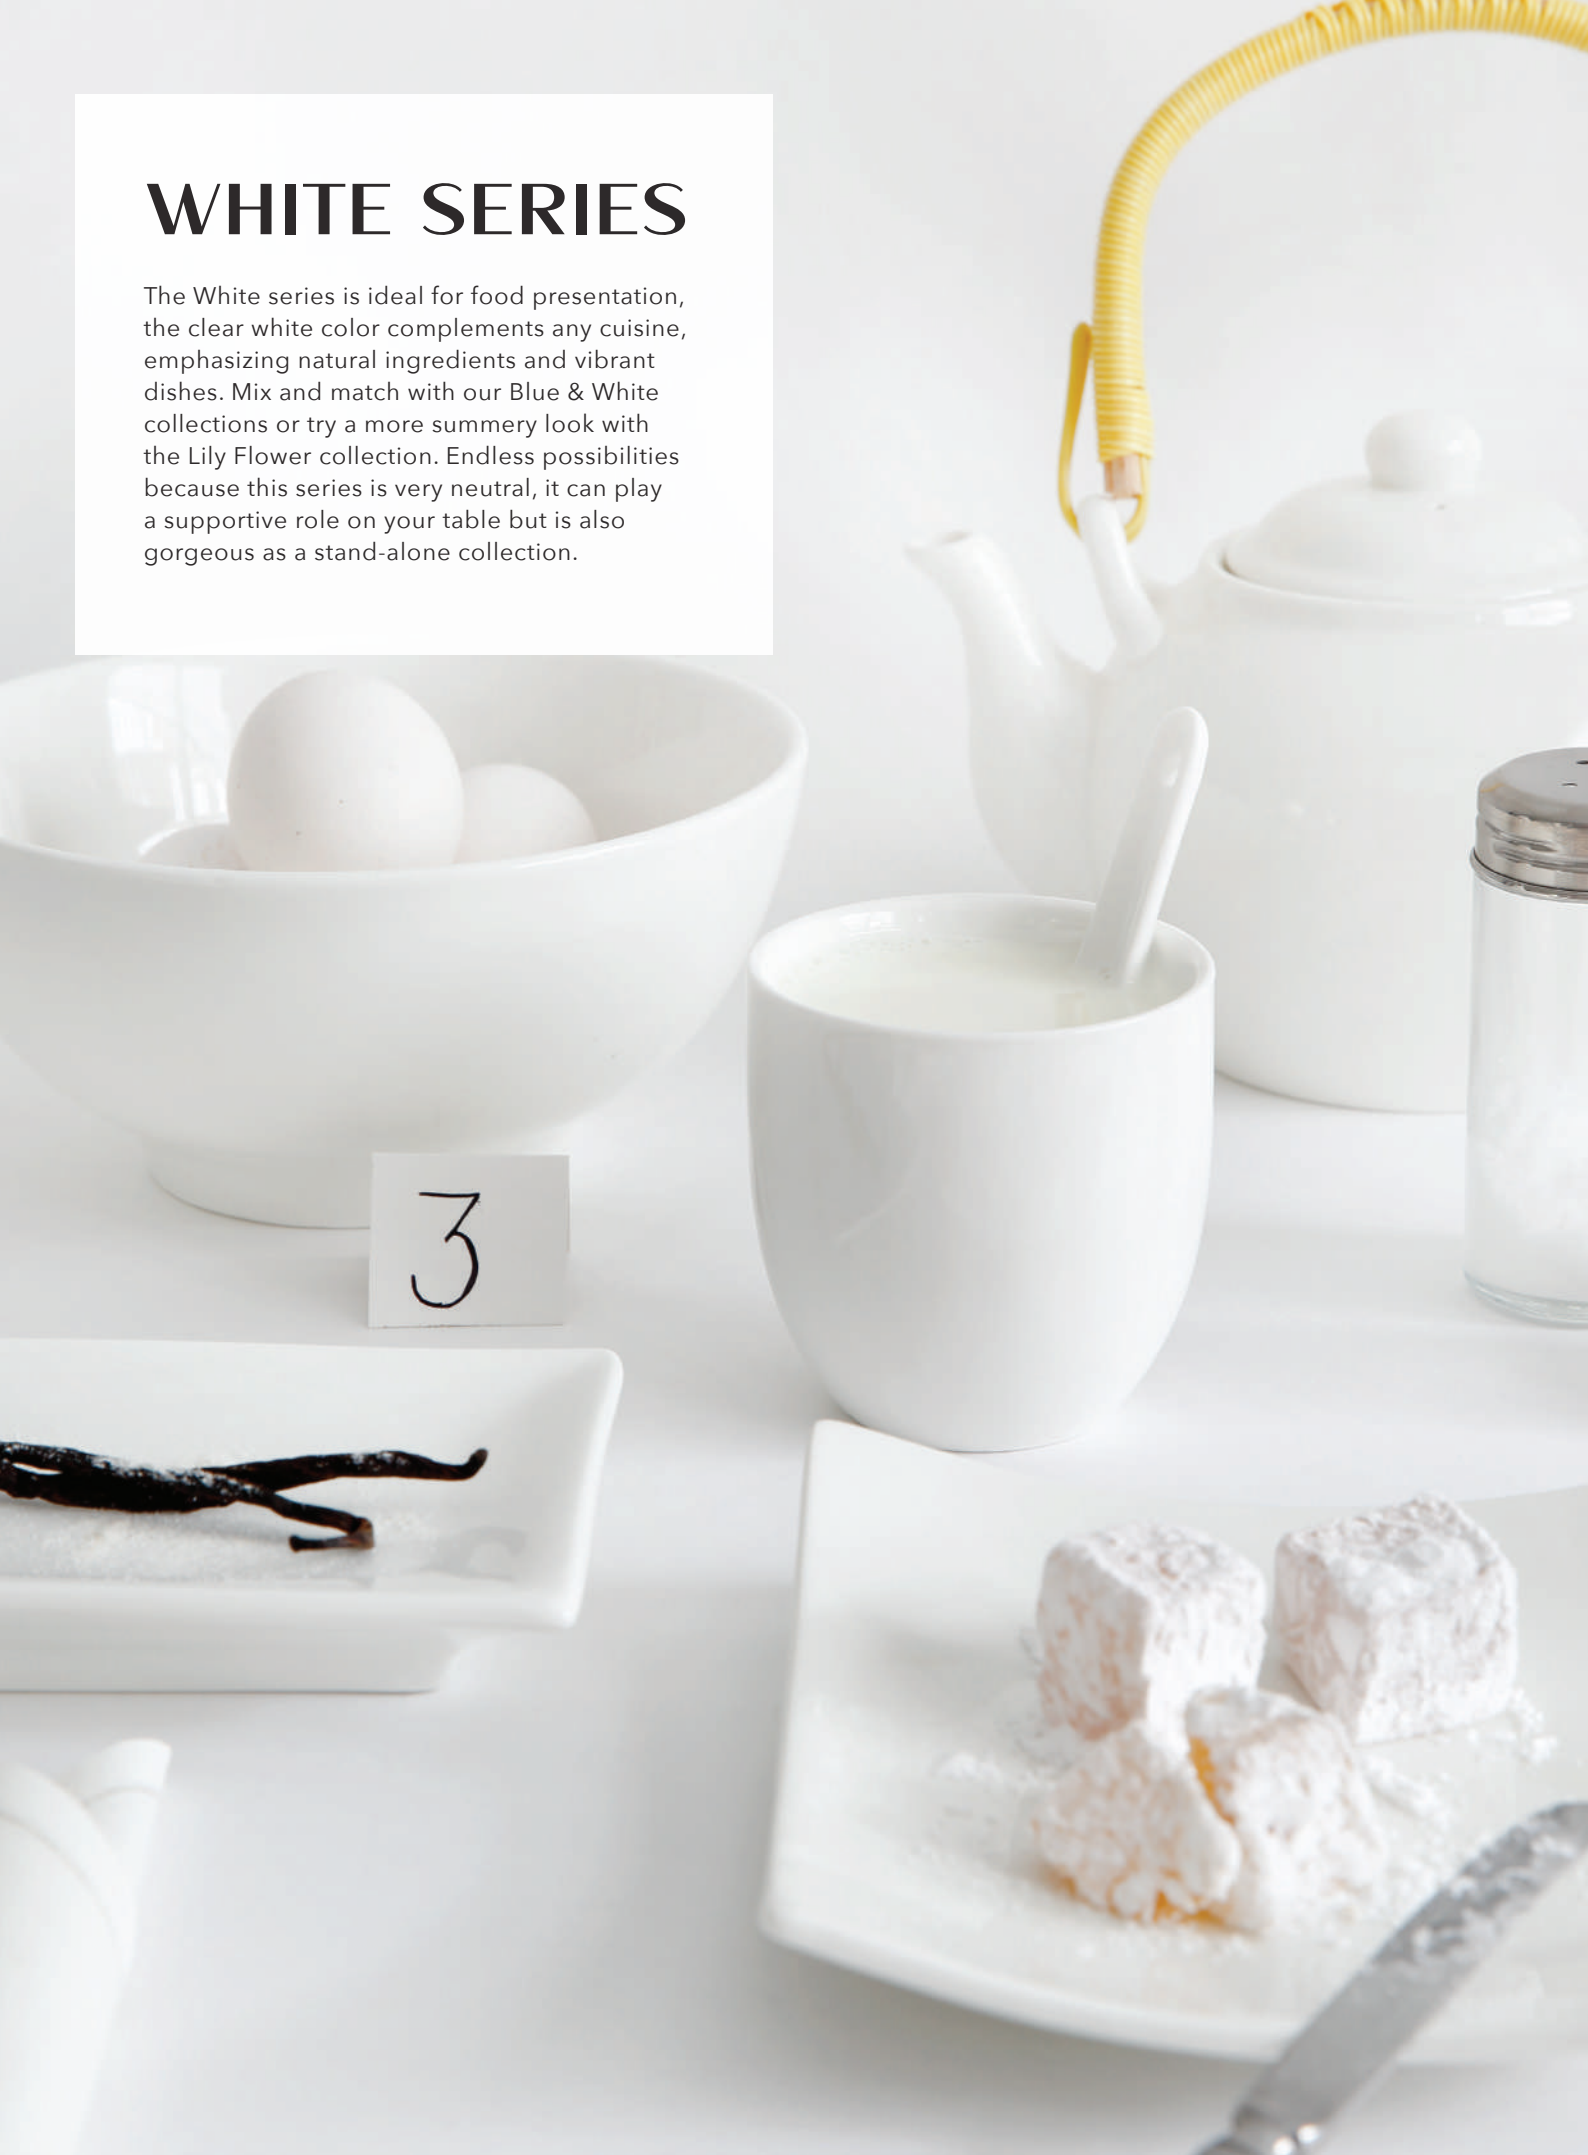 WHITE SERIES
The White series is ideal for food presentation,
the clear white color complements any cuisine,
emphasizing natural ingredients and vibrant
dishes. Mix and match with our Blue & White
collections or try a more summery look with
the Lily Flower collection. Endless possibilities
because this series is very neutral, it can play
a supportive role on your table but is also
gorgeous as a stand-alone collection.
3